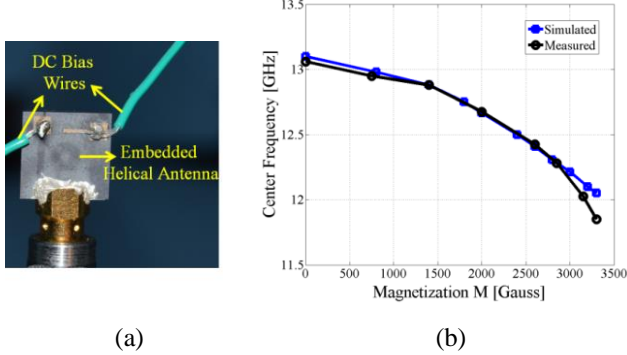 DC Bias
Wires
Embedded
Helical Antenna
(a)
Center Frequency [GHz]
13.5
13
12.5
12
11.5
Simulated
Measured
0 500 1000 1500 2000 2500 3000 3500
Magnetization M [Gauss]
(b)